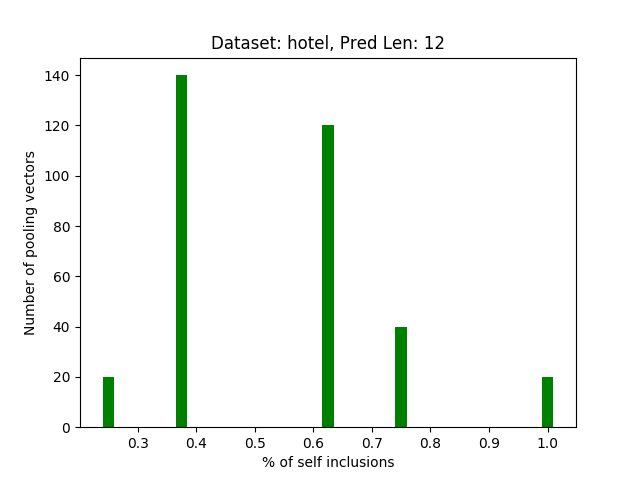 Dataset: hotel, Pred Len: 12
Number of pooling vectors
140
120
100
80
60
40
20
0
0.3 0.4 0.5 0.6 0.7 0.8 0.9 1.0
% of self inclusions